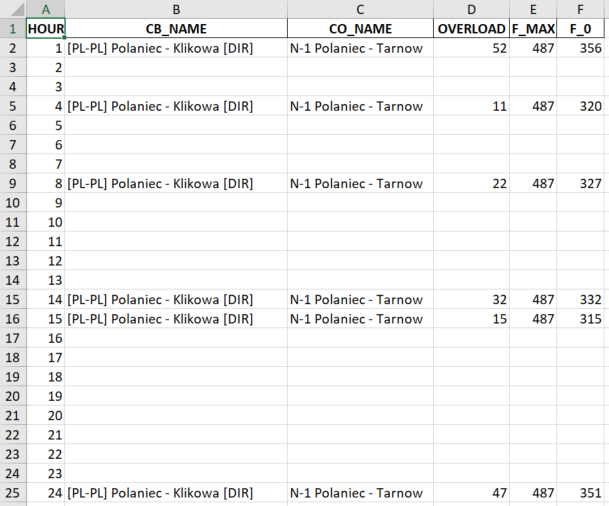 A B C D E F
1 HOUR CB_NAME CO_NAME OVERLOAD F_MAX F_0
2 1 [PL-PL] Polaniec - Klikowa [DIR] N-1 Polaniec - Tarnow 52 487 356
3 2
4 3
5 4 [PL-PL] Polaniec - Klikowa [DIR] N-1 Polaniec - Tarnow 11 487 320
6 5
7 6
8 7
9 8 [PL-PL] Polaniec - Klikowa [DIR] N-1 Polaniec - Tarnow 22 487 327
10 9
11 10
12 11
13 12
14 13
15 14 [PL-PL] Polaniec - Klikowa [DIR] N-1 Polaniec - Tarnow 32 487 332
16 15 [PL-PL] Polaniec - Klikowa [DIR] N-1 Polaniec - Tarnow 15 487 315
17 16
18 17
19 18
20 19
21 20
22 21
23 22
24 23
25 24 [PL-PL] Polaniec - Klikowa [DIR] N-1 Polaniec - Tarnow 47 487 351